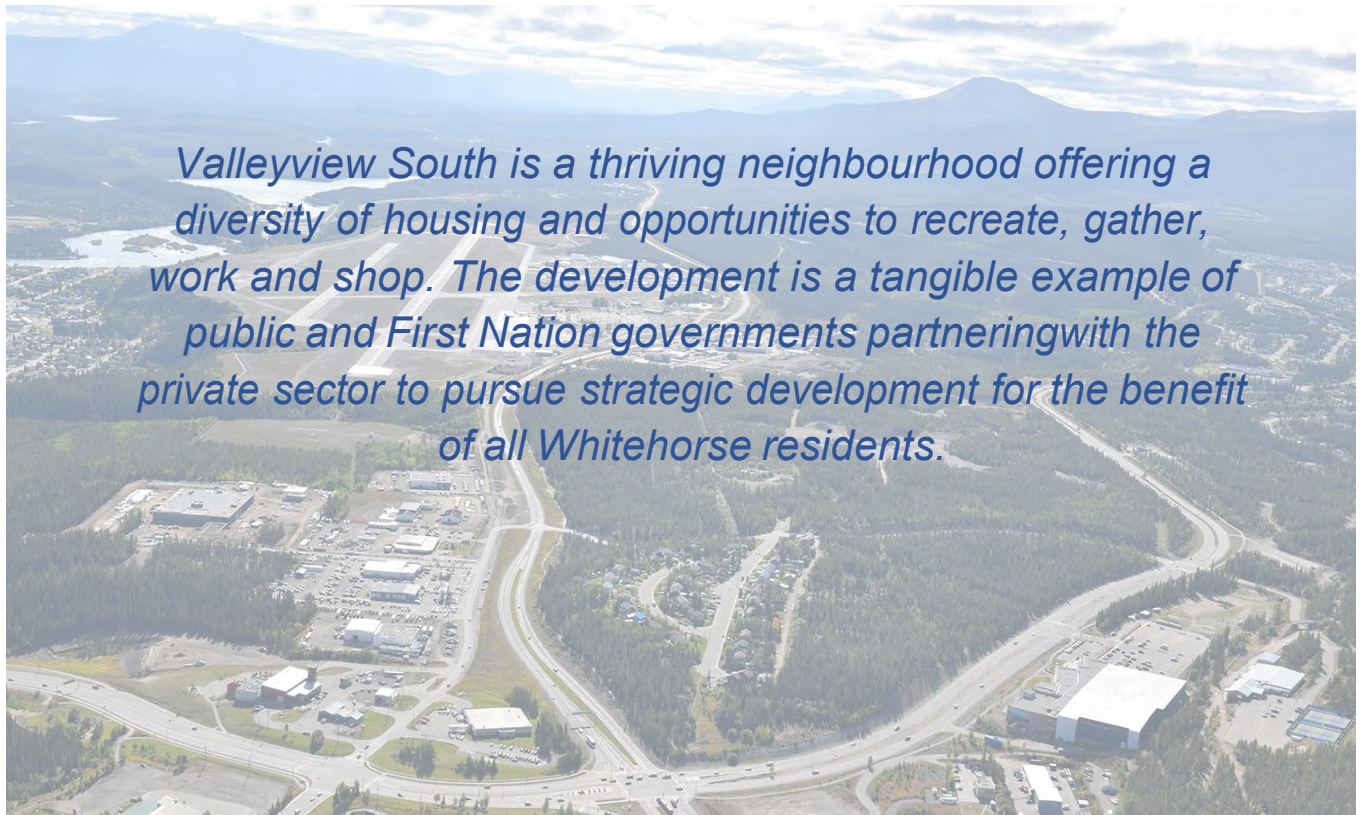 Valleyview South is a thriving neighbourhood offering a
diversity of housing and opportunities to recreate, gather,
work and shop. The development is a tangible example of
public and First Nation governments partneringwith the
private sector to pursue strategic development for the benefit
of all Whitehorse residents.